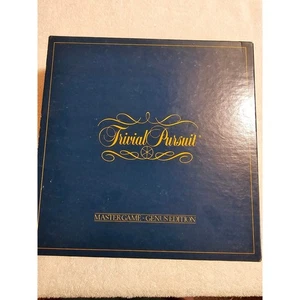 Trivial Pursuit
MASTER GAME - GENUS EDITION